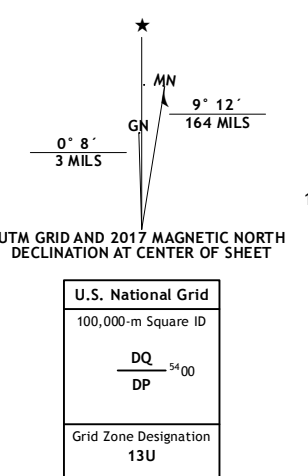 ★
MN
9° 12´
164 MILS
GN
0° 8´
3 MILS
UTM GRID AND 2017 MAGNETIC NORTH
DECLINATION AT CENTER OF SHEET
U.S. National Grid
100,000-m Square ID
DQ
5400
DP
Grid Zone Designation
13U